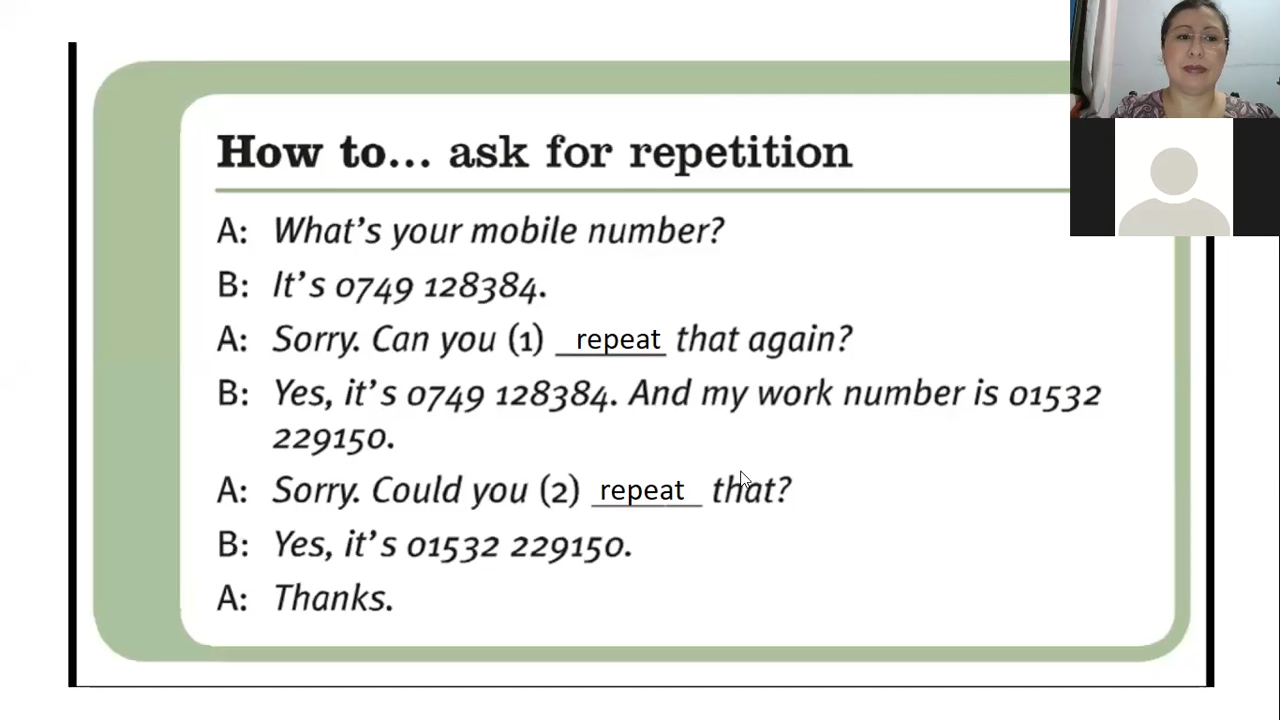 How to... ask for repetition
A: What's your mobile number?
B: It's 0749 128384.
A: Sorry. Can you (1) repeat that again?
B: Yes, it's 0749 128384. And my work number is 01532
229150.
A: Sorry. Could you (2) repeat that?
B: Yes, it's 01532 229150.
A: Thanks.